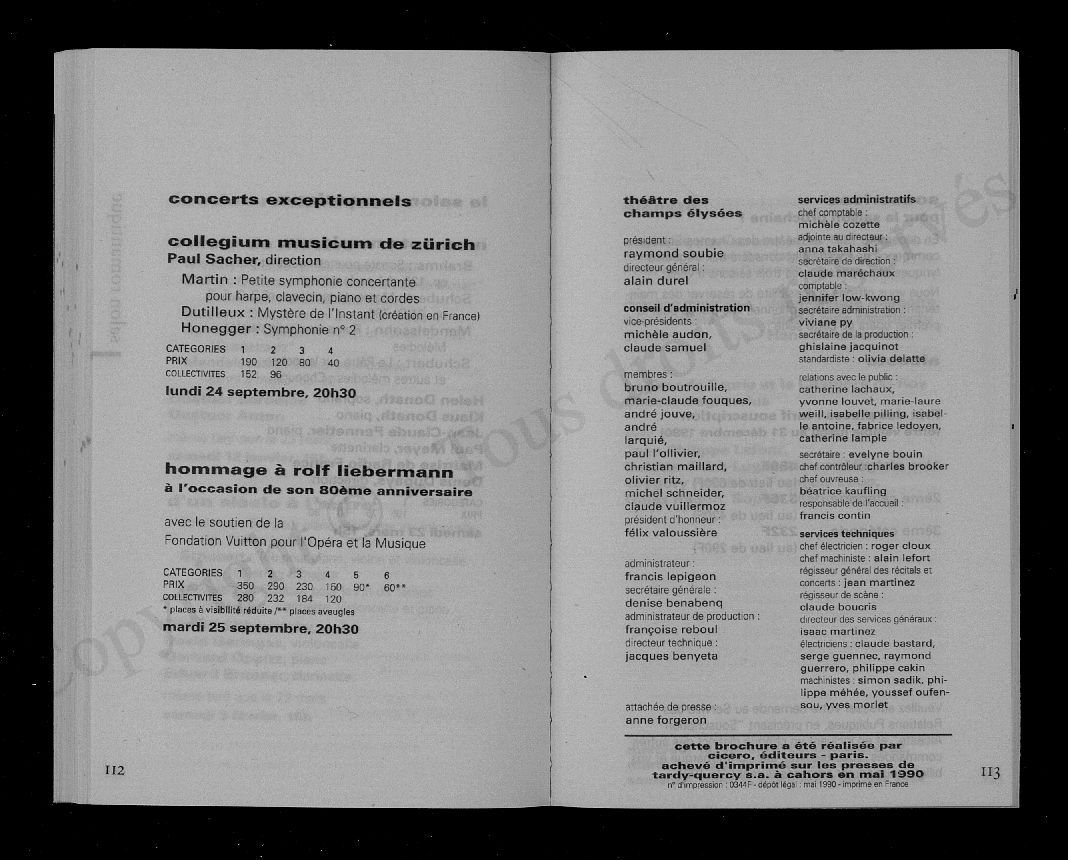 concerts exceptionnels
collegium musicum de zürich
Paul Sacher, direction
Martin : Petite symphonie concertante
pour harpe, clavecin, piano et cordes
Dutilleux : Mystère de l'Instant (création en France)
Honegger : Symphonie n° 2
CATEGORIES 1 2 3 4
PRIX 190 120 80 40
COLLECTIVITES 152 96
lundi 24 septembre, 20h30
hommage à rolf liebermann
à l'occasion de son 80ème anniversaire
avec le soutien de la
Fondation Vuitton pour l'Opéra et la Musique
CATEGORIES 1 2 3 4 5 6
PRIX 350 290 230 150 90* 60**
COLLECTIVITES 280 232 184 120
* places à visibilité réduite /** places aveugles
mardi 25 septembre, 20h30
112
théâtre des
champs élysées
président :
raymond soubie
directeur général :
alain durel
conseil d'administration
vice-présidents :
michèle audon,
claude samuel
membres :
bruno boutrouille,
marie-claude fouques,
andré jouve,
andré
larquié,
paul l'ollivier,
christian maillard,
olivier ritz,
michel schneider,
claude vuillermoz
président d'honneur :
félix valoussière
administrateur :
francis lepigeon
secrétaire générale :
denise benabenq
administrateur de production :
françoise reboul
directeur technique :
jacques benyeta
attachée de presse :
anne forgeron
services administratifs
chef comptable :
michèle cozette
adjointe au directeur :
anna takahashi
secrétaire de direction :
claude maréchaux
comptable :
jennifer low-kwong
secrétaire administration :
viviane py
secrétaire de la production :
ghislaine jacquinot
standardiste : olivia delatte
relations avec le public :
catherine lachaux,
yvonne louvet, marie-laure
weill, isabelle pilling, isabel-
le antoine, fabrice ledoyen,
catherine lample
secrétaire : evelyne bouin
chef contrôleur : charles brooker
chef ouvreuse :
béatrice kaufling
responsable de l'accueil :
francis contin
services techniques
chef électricien : roger cloux
chef machiniste : alain lefort
régisseur général des récitals et
concerts : jean martinez
régisseur de scène :
claude boucris
directeur des services généraux :
isaac martinez
électriciens : claude bastard,
serge guennec, raymond
guerrero, philippe cakin
machinistes : simon sadik, phi-
lippe méhée, youssef oufen-
sou, yves morlet
cette brochure a été réalisée par
cicero, éditeurs - paris.
achevé d'imprimé sur les presses de
tardy-quercy s.a. à cahors en mai 1990
n° d'impression : 0344F - dépôt légal : mai 1990 - imprimé en France
113